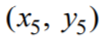 (x₅, y₅)